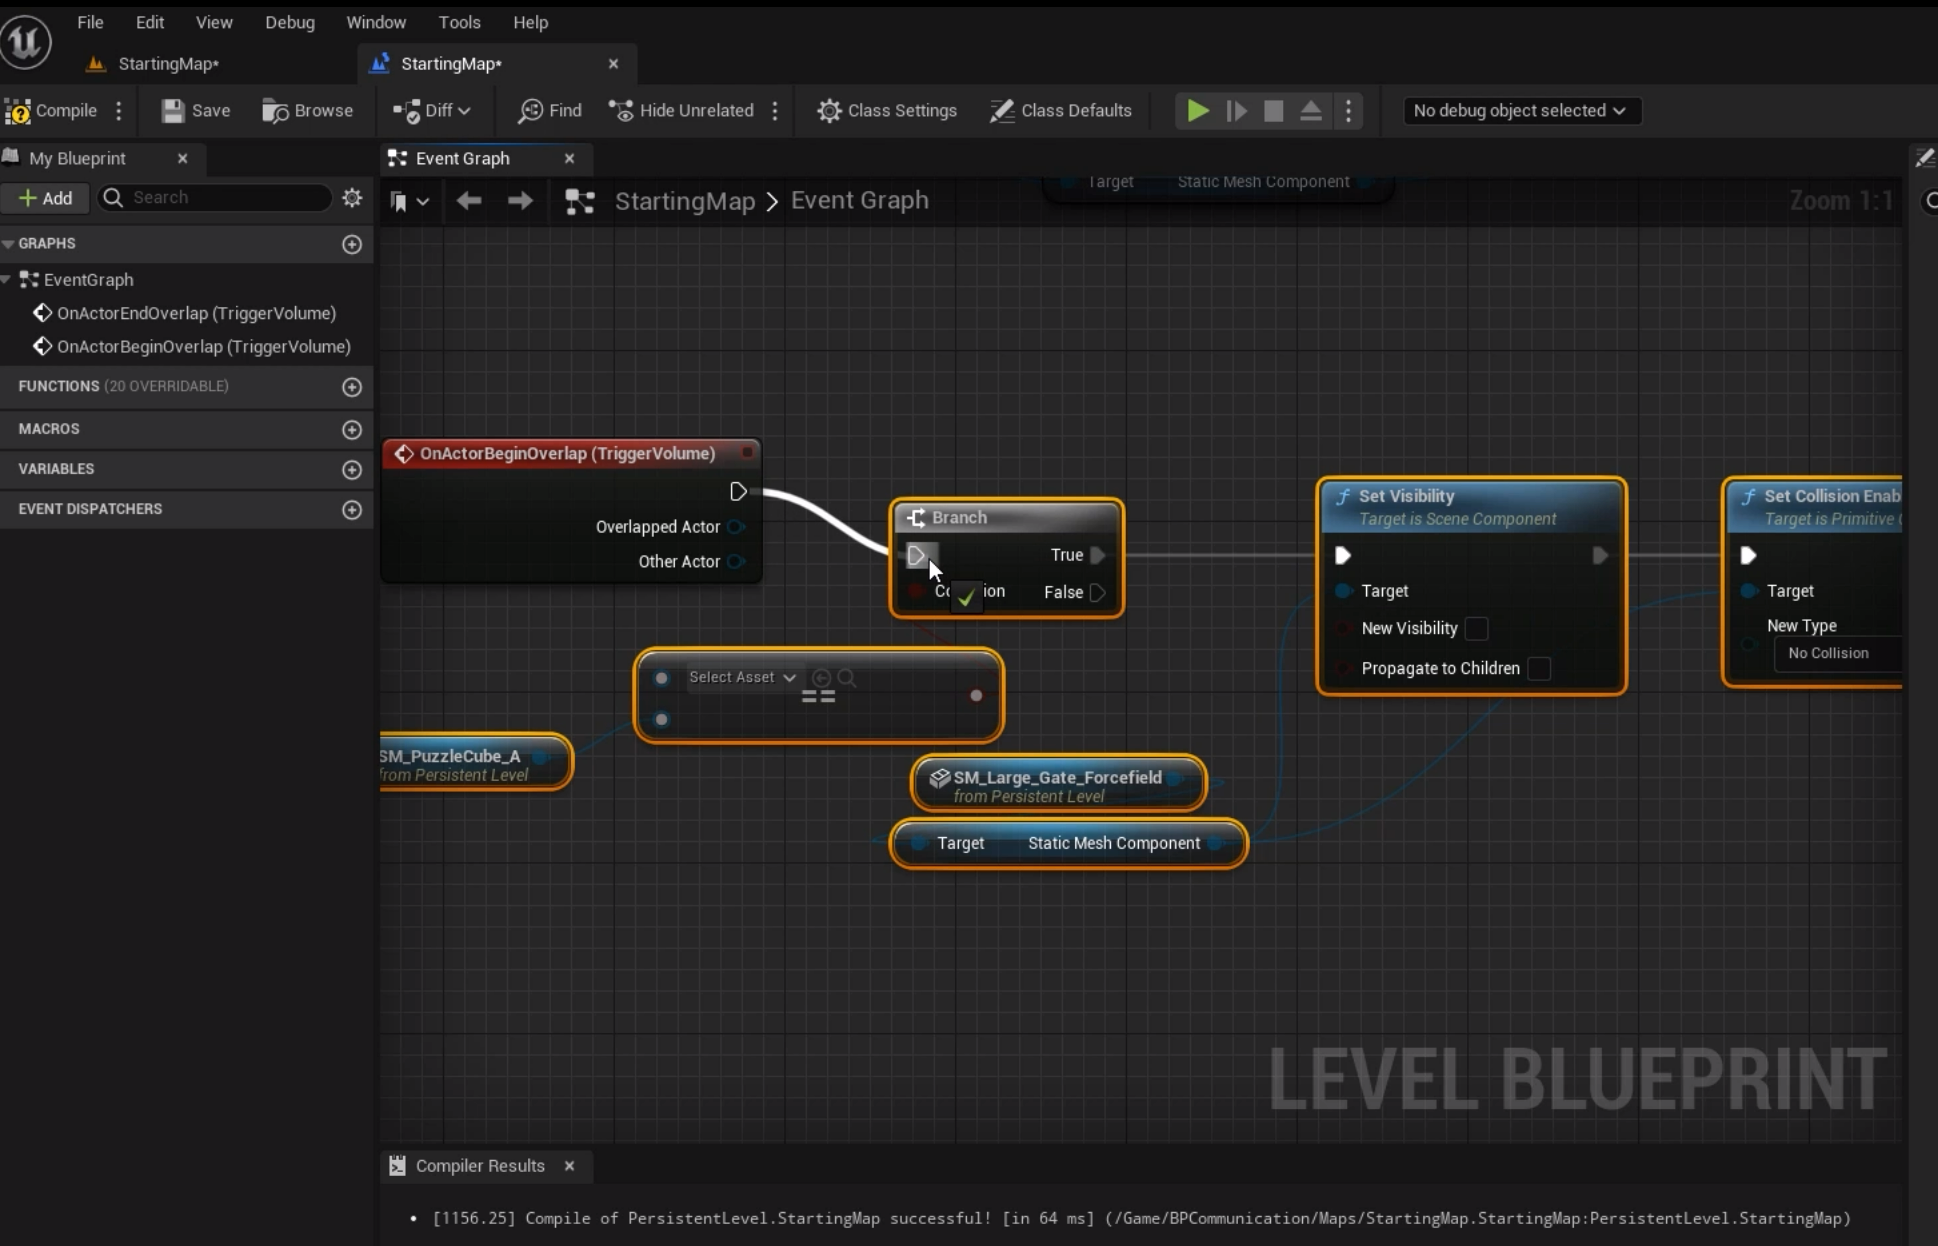 File Edit View Debug Window Tools Help
StartingMap* StartingMap*
Compile Save Browse Diff Find Hide Unrelated Class Settings Class Defaults No debug object selected
My Blueprint Event Graph
Add Search StartingMap > Event Graph Zoom 1:1
Target Static Mesh Component
GRAPHS
EventGraph
OnActorEndOverlap (TriggerVolume)
OnActorBeginOverlap (TriggerVolume)
FUNCTIONS (20 OVERRIDABLE)
MACROS
VARIABLES
EVENT DISPATCHERS
OnActorBeginOverlap (TriggerVolume)
Overlapped Actor
Other Actor
Branch
True
False
Select Asset
==
SM_PuzzleCube_A
from Persistent Level
SM_Large_Gate_Forcefield
from Persistent Level
Target Static Mesh Component
Set Visibility
Target is Scene Component
Target
New Visibility
Propagate to Children
Set Collision Enab
Target is Primitive
Target
New Type
No Collision
LEVEL BLUEPRINT
Compiler Results
[1156.25] Compile of PersistentLevel.StartingMap successful! [in 64 ms] (/Game/BPCommunication/Maps/StartingMap.StartingMap:PersistentLevel.StartingMap)